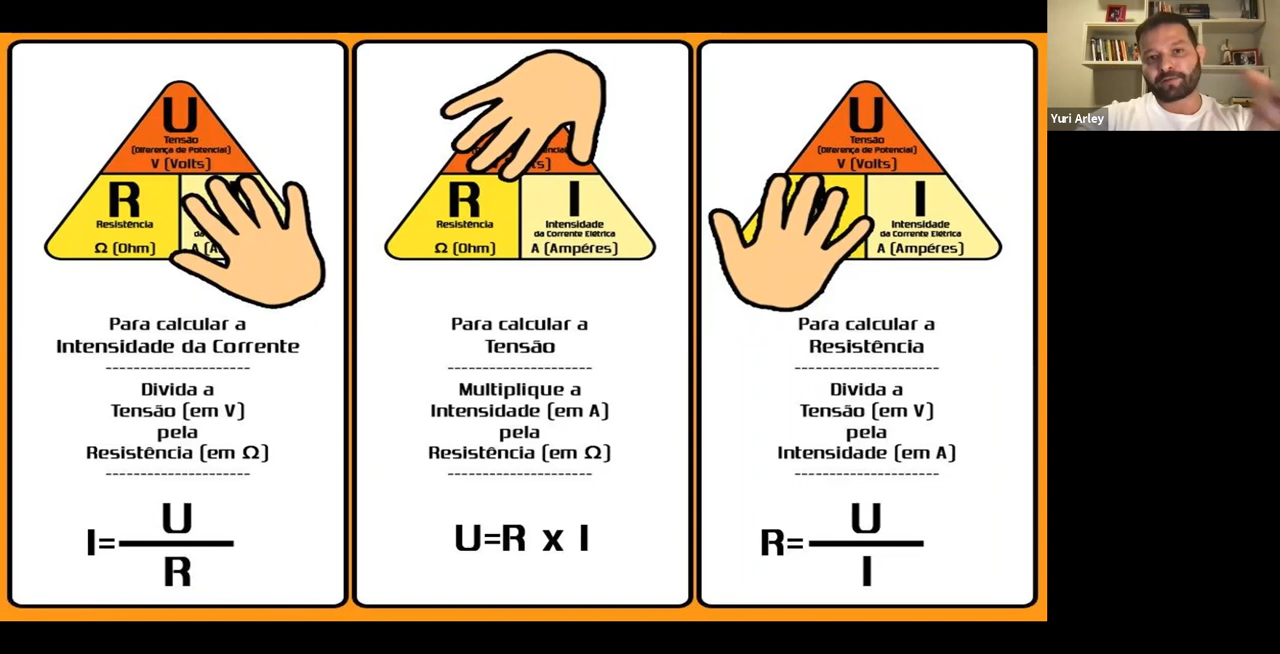 U
Tensão
(Diferença de Potencial)
V (Volts)
R
Resistência
Ω (Ohm)
Para calcular a
Intensidade da Corrente
--------------------
Divida a
Tensão (em V)
pela
Resistência (em Ω)
--------------------
I=
U
R
R
Resistência
Ω (Ohm)
I
Intensidade
da Corrente Elétrica
A (Ampéres)
Para calcular a
Tensão
--------------------
Multiplique a
Intensidade (em A)
pela
Resistência (em Ω)
--------------------
U=R x I
U
Tensão
(Diferença de Potencial)
V (Volts)
I
Intensidade
da Corrente Elétrica
A (Ampéres)
Para calcular a
Resistência
--------------------
Divida a
Tensão (em V)
pela
Intensidade (em A)
--------------------
R=
U
I
Yuri Arley